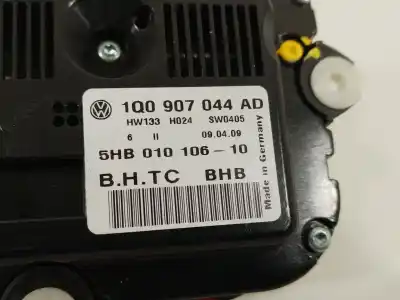 1Q0 907 044 AD
HW133 H024 SW0405
6 II 09.04.09
5HB 010 106-10
B.H.TC BHB
Made in Germany